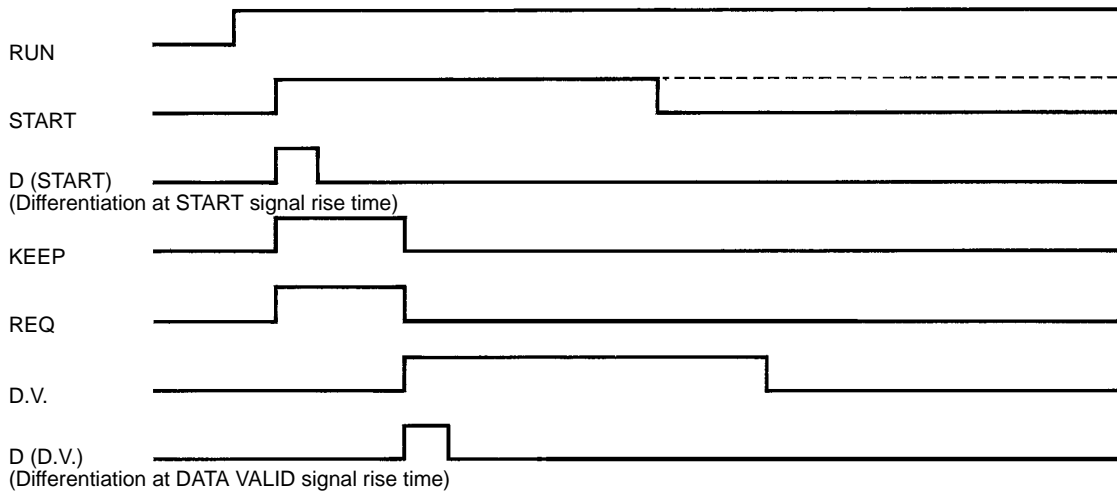 RUN
START
D (START)
(Differentiation at START signal rise time)
KEEP
REQ
D.V.
D (D.V.)
(Differentiation at DATA VALID signal rise time)